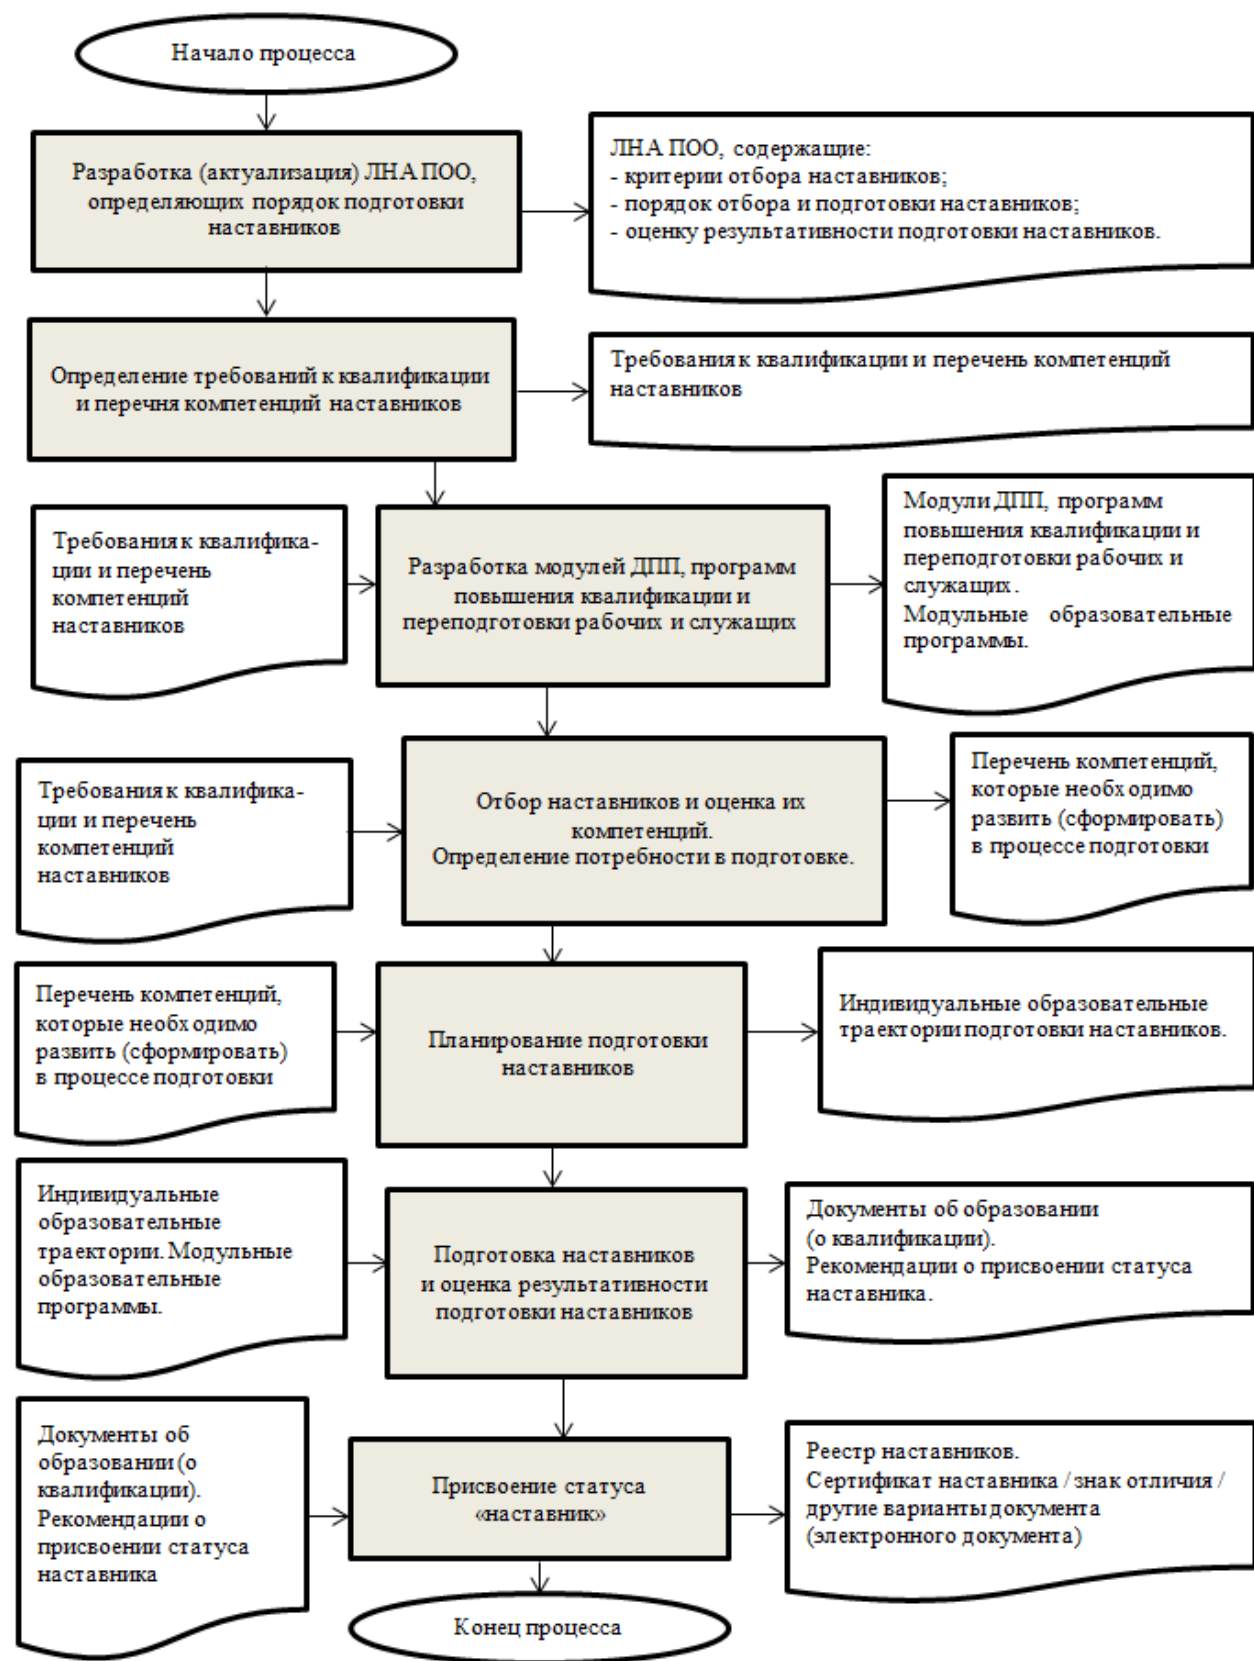 Начало процесса
Разработка (актуализация) ЛНА ПОО,
определяющих порядок подготовки
наставников
ЛНА ПОО, содержащие:
- критерии отбора наставников;
- порядок отбора и подготовки наставников;
- оценку результативности подготовки наставников.
Определение требований к квалификации
и перечня компетенций наставников
Требования к квалификации и перечень компетенций
наставников
Требования к квалифика-
ции и перечень
компетенций
наставников
Разработка модулей ДПП, программ
повышения квалификации и
переподготовки рабочих и служащих
Модули ДПП, программ
повышения квалификации и
переподготовки рабочих и
служащих.
Модульные образовательные
программы.
Требования к квалифика-
ции и перечень
компетенций
наставников
Отбор наставников и оценка их
компетенций.
Определение потребности в подготовке.
Перечень компетенций,
которые необходимо
развить (сформировать)
в процессе подготовки
Перечень компетенций,
которые необходимо
развить (сформировать)
в процессе подготовки
Планирование подготовки
наставников
Индивидуальные образовательные
траектории подготовки наставников.
Индивидуальные
образовательные
траектории. Модульные
образовательные
программы.
Подготовка наставников
и оценка результативности
подготовки наставников
Документы об образовании
(о квалификации).
Рекомендации о присвоении статуса
наставника.
Документы об
образовании (о
квалификации).
Рекомендации о
присвоении статуса
наставника
Присвоение статуса
«наставник»
Реестр наставников.
Сертификат наставника / знак отличия /
другие варианты документа
(электронного документа)
Конец процесса